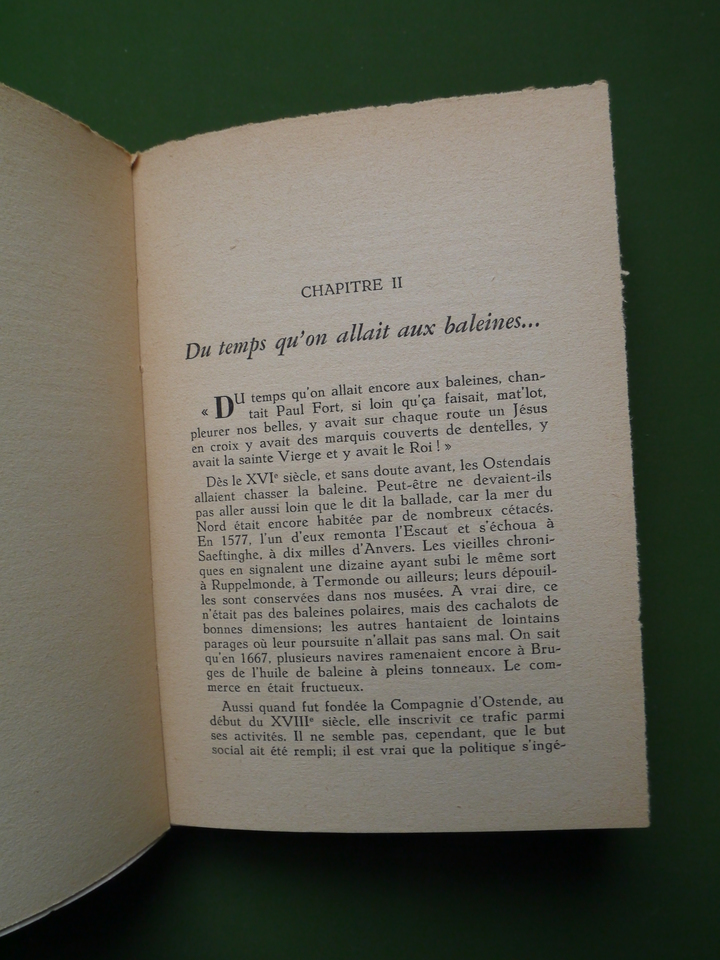 CHAPITRE II
Du temps qu'on allait aux baleines...
« DU temps qu'on allait encore aux baleines, chan-
tait Paul Fort, si loin qu'ça faisait, mat'lot,
pleurer nos belles, y avait sur chaque route un Jésus
en croix y avait des marquis couverts de dentelles, y
avait la sainte Vierge et y avait le Roi ! »
Dès le XVIe siècle, et sans doute avant, les Ostendais
allaient chasser la baleine. Peut-être ne devaient-ils
pas aller aussi loin que le dit la ballade, car la mer du
Nord était encore habitée par de nombreux cétacés.
En 1577, l'un d'eux remonta l'Escaut et s'échoua à
Saeftinghe, à dix milles d'Anvers. Les vieilles chroni-
ques en signalent une dizaine ayant subi le même sort
à Ruppelmonde, à Termonde ou ailleurs; leurs dépouil-
les sont conservées dans nos musées. A vrai dire, ce
n'était pas des baleines polaires, mais des cachalots de
bonnes dimensions; les autres hantaient de lointains
parages où leur poursuite n'allait pas sans mal. On sait
qu'en 1667, plusieurs navires ramenaient encore à Bru-
ges de l'huile de baleine à pleins tonneaux. Le com-
merce en était fructueux.
Aussi quand fut fondée la Compagnie d'Ostende, au
début du XVIIIe siècle, elle inscrivit ce trafic parmi
ses activités. Il ne semble pas, cependant, que le but
social ait été rempli; il est vrai que la politique s'ingé-